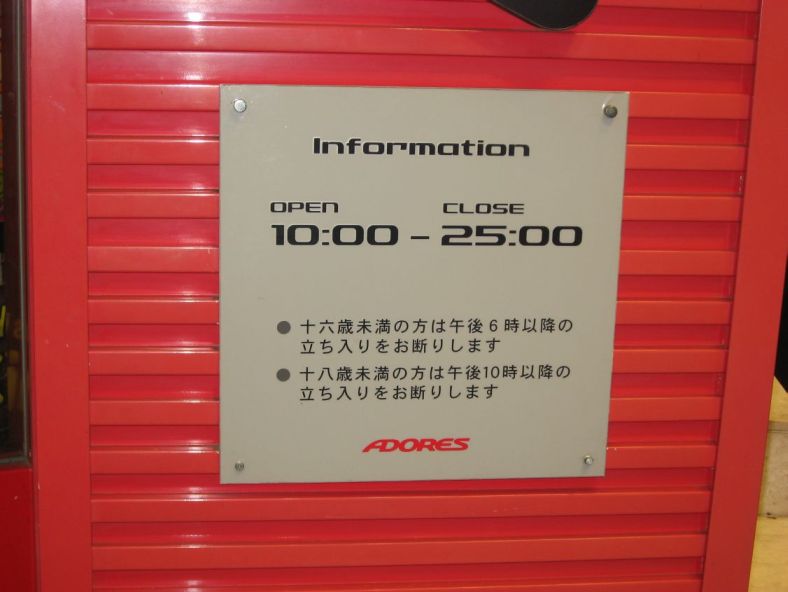 Information
OPEN CLOSE
10:00 – 25:00
● 十六歳未満の方は午後6時以降の
立ち入りをお断りします
● 十八歳未満の方は午後10時以降の
立ち入りをお断りします
ADORES